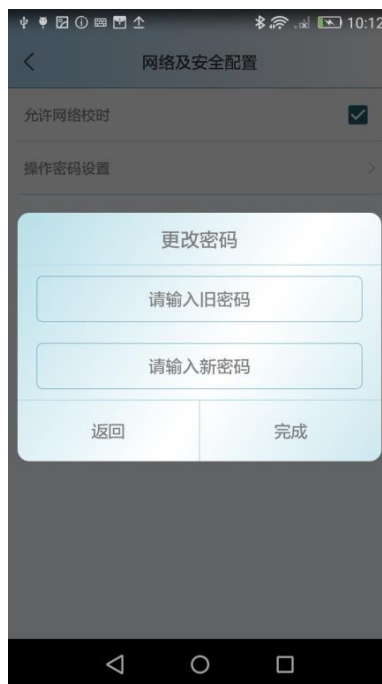 10:12
网络及安全配置
允许网络校时
操作密码设置
更改密码
请输入旧密码
请输入新密码
返回
完成